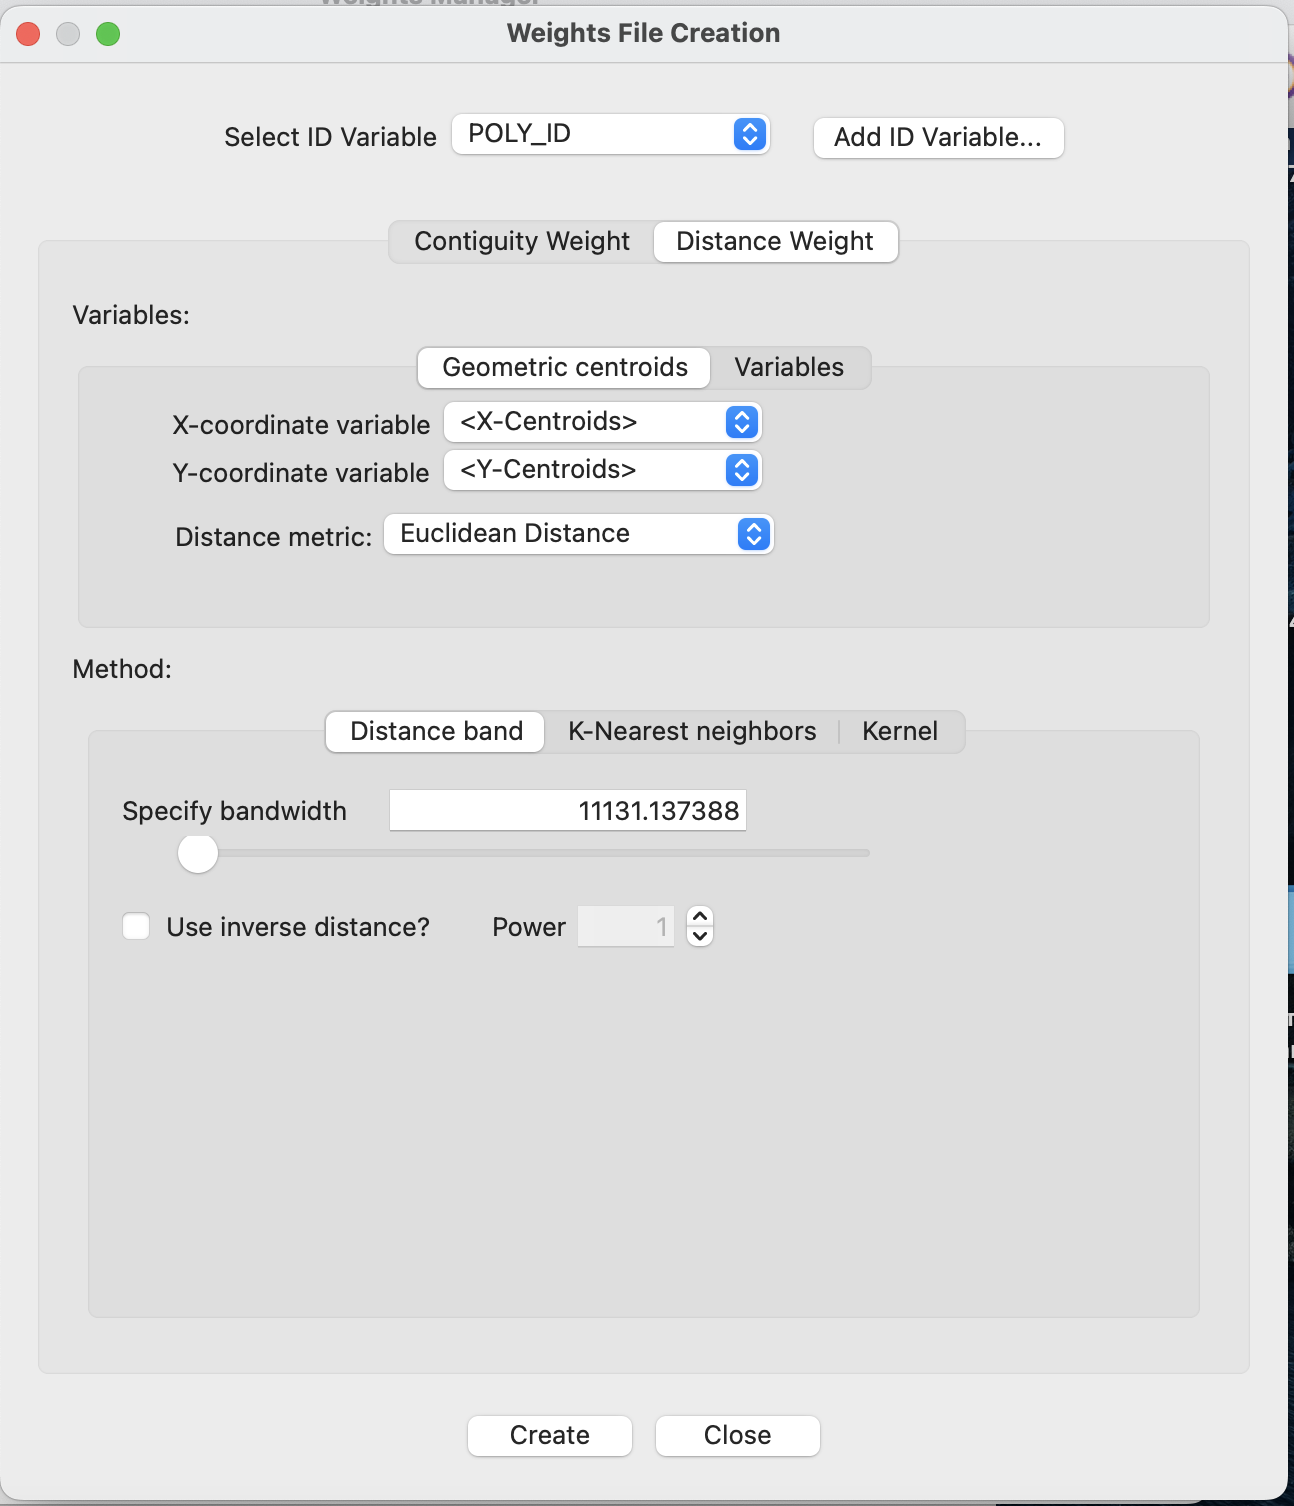 Weights Manager
Weights File Creation
Select ID Variable POLY_ID Add ID Variable...
Contiguity Weight Distance Weight
Variables:
Geometric centroids Variables
X-coordinate variable <X-Centroids>
Y-coordinate variable <Y-Centroids>
Distance metric: Euclidean Distance
Method:
Distance band K-Nearest neighbors Kernel
Specify bandwidth 11131.137388
Use inverse distance? Power 1
Create Close